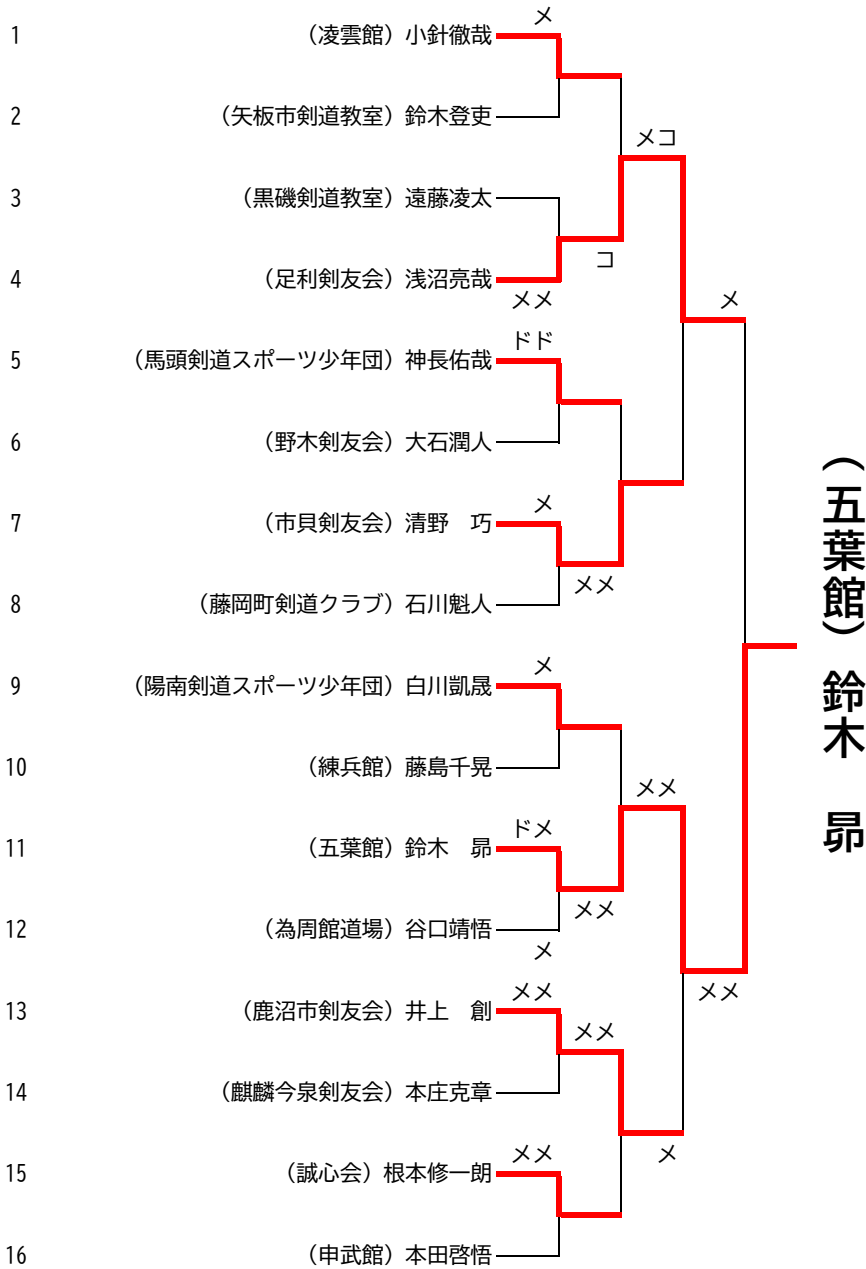 メ
1 （凌雲館）小針徹哉
2 （矢板市剣道教室）鈴木登吏
メコ
3 （黒磯剣道教室）遠藤凌太
コ
4 （足利剣友会）浅沼亮哉
メメ
メ
ドド
5 （馬頭剣道スポーツ少年団）神長佑哉
6 （野木剣友会）大石潤人
メ
7 （市貝剣友会）清野　巧
メメ
8 （藤岡町剣道クラブ）石川魁人
メ
9 （陽南剣道スポーツ少年団）白川凱晟
10 （練兵館）藤島千晃
メメ
ドメ
11 （五葉館）鈴木　昴
メメ
12 （為周館道場）谷口靖悟
メ
メメ
メメ
13 （鹿沼市剣友会）井上　創
メメ
14 （麒麟今泉剣友会）本庄克章
メメ
メ
15 （誠心会）根本修一朗
16 （申武館）本田啓悟
（五葉館）鈴木　昴